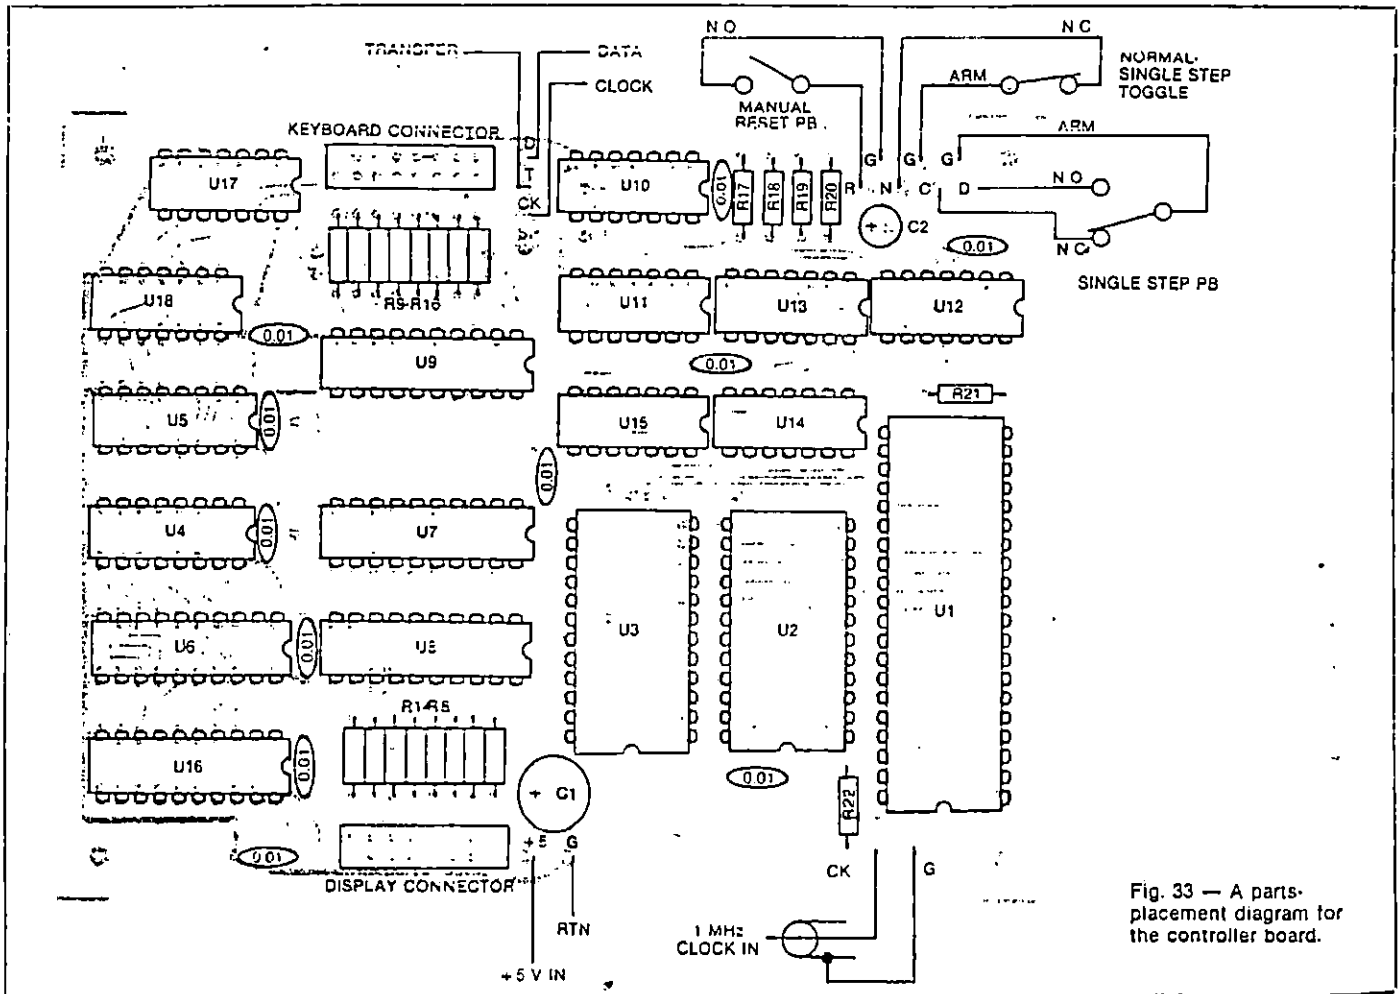 N O
N C
TRANSFER
DATA
CLOCK
NORMAL-
SINGLE STEP
TOGGLE
ARM
MANUAL
RESET PB
KEYBOARD CONNECTOR
D
T
CK
ARM
G
G
G
R
N
C
D
N O
N C
SINGLE STEP PB
U17
U10
0.01
R17
R18
R19
R20
+
C2
0.01
U18
R9-R16
U11
U13
U12
0.01
U9
0.01
R21
U5
0.01
U15
U14
0.01
U4
0.01
U7
U3
U2
U1
U6
0.01
U8
R1-R8
U16
0.01
+ C1
0.01
R22
+5
G
0.01
DISPLAY CONNECTOR
CK
G
RTN
1 MHz
CLOCK IN
+5 V IN
Fig. 33 — A parts-
placement diagram for
the controller board.